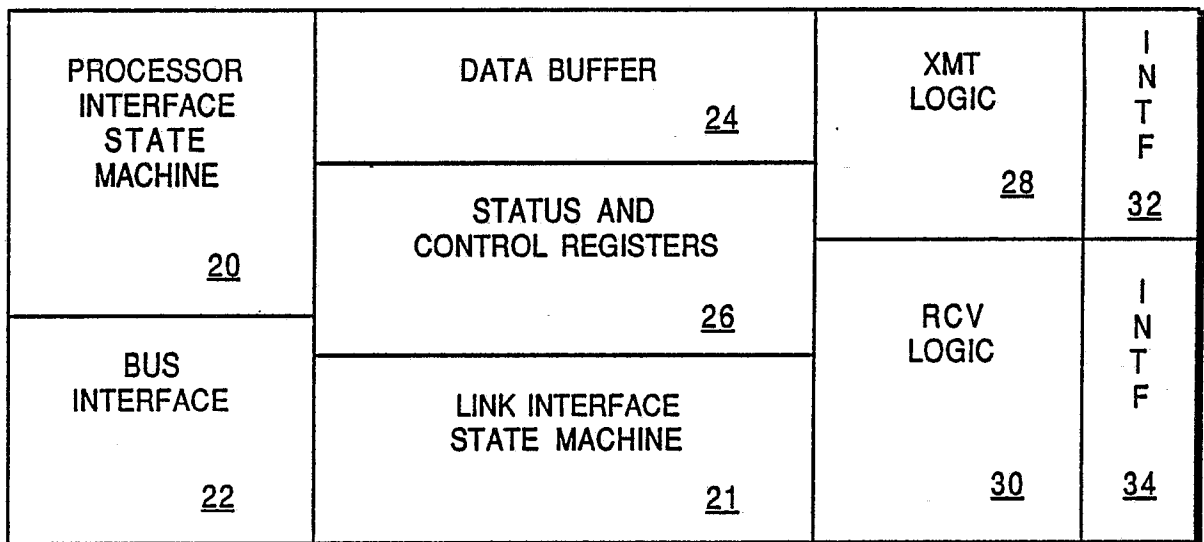 PROCESSOR
INTERFACE
STATE
MACHINE
20
BUS
INTERFACE
22
DATA BUFFER
24
STATUS AND
CONTROL REGISTERS
26
LINK INTERFACE
STATE MACHINE
21
XMT
LOGIC
28
RCV
LOGIC
30
I
N
T
F
32
I
N
T
F
34